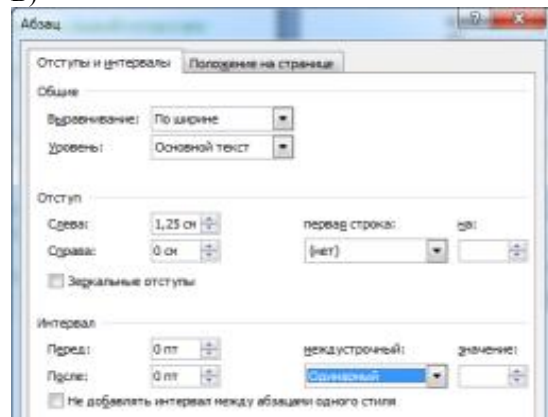 Абзац
Отступы и интервалы Положение на странице
Общие
Выравнивание: По ширине
Уровень: Основной текст
Отступ
Слева: 1,25 см первая строка: на:
Справа: 0 см (нет)
Зеркальные отступы
Интервал
Перед: 0 пт междустрочный: значение:
После: 0 пт Одинарный
Не добавлять интервал между абзацами одного стиля